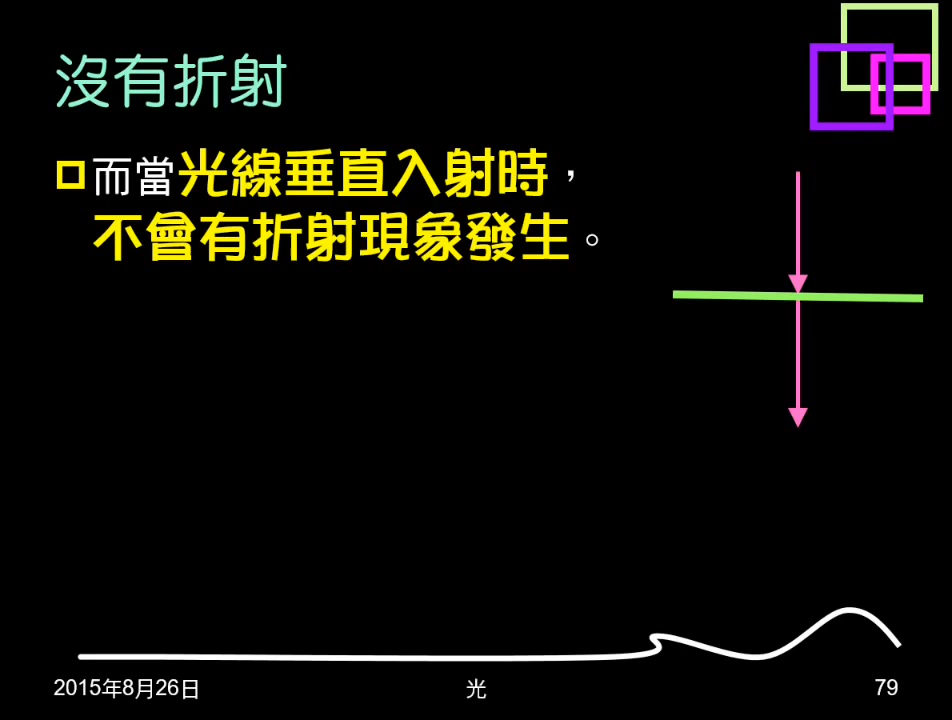 沒有折射
而當光線垂直入射時，
不會有折射現象發生。
2015年8月26日
光
79